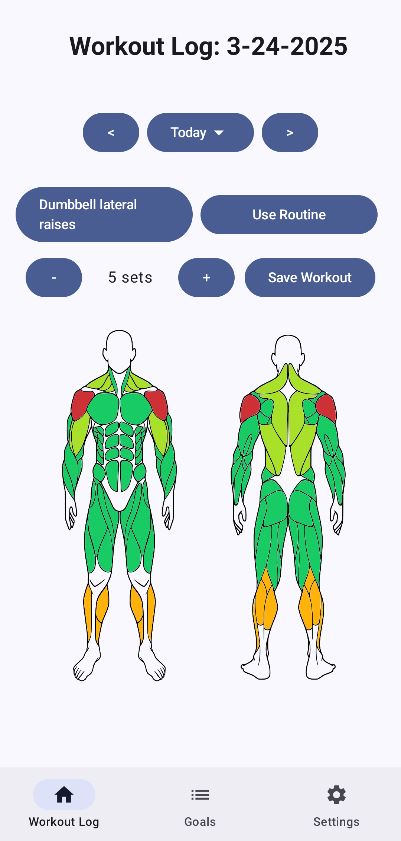 Workout Log: 3-24-2025
<
Today
>
Dumbbell lateral
raises
Use Routine
-
5 sets
+
Save Workout
Workout Log
Goals
Settings